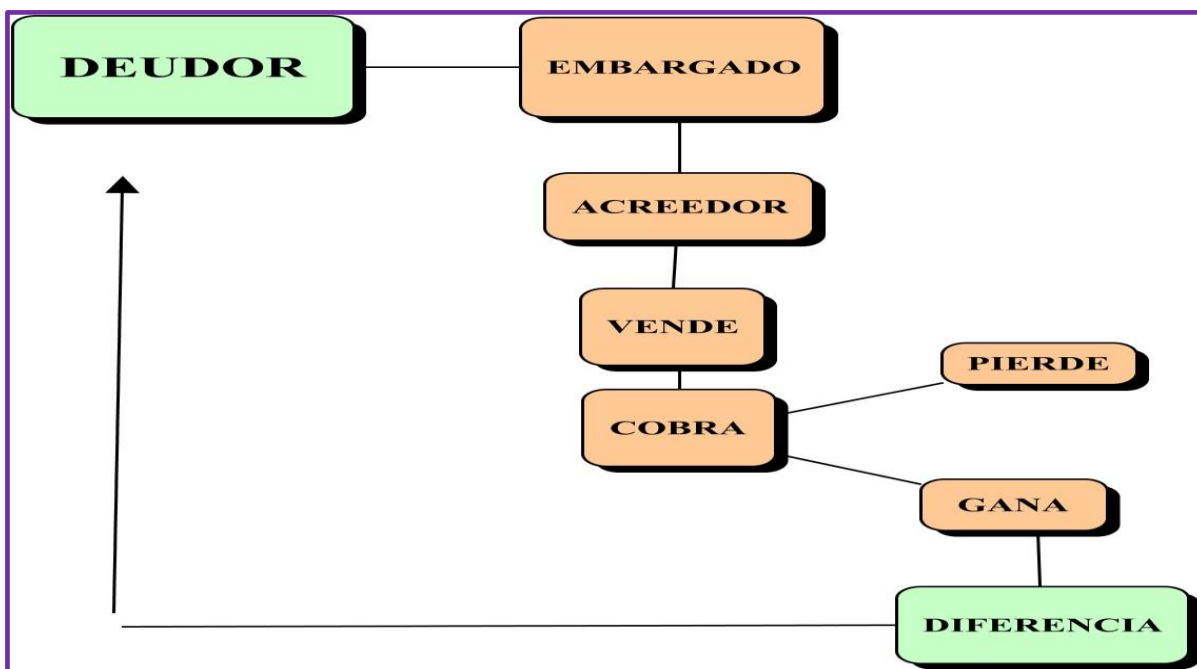 DEUDOR
EMBARGADO
ACREEDOR
VENDE
PIERDE
COBRA
GANA
DIFERENCIA